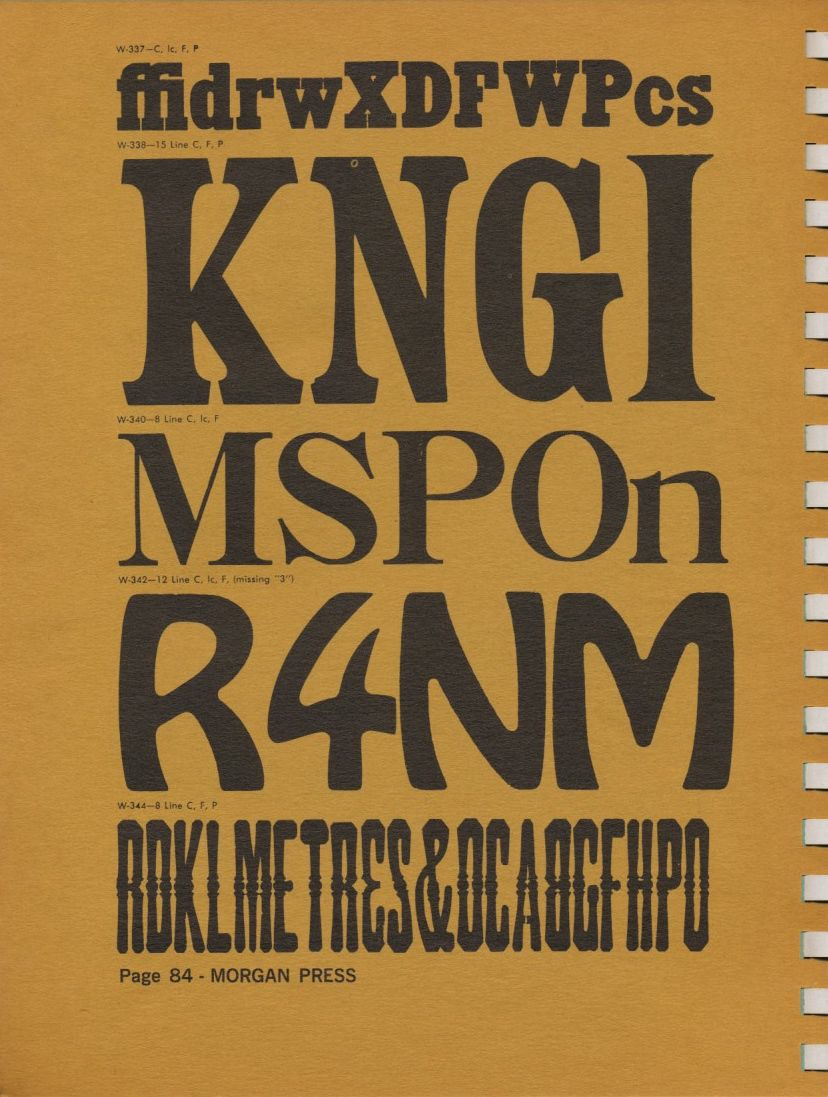 W-337—C, lc, F, P
ffidrwXDFWPcs
W-338—15 Line C, F, P
KNGI
W-340—8 Line C, lc, F
MSPOn
W-342—12 Line C, lc, F, (missing "3")
R4NM
W-344—8 Line C, F, P
RDKLMETRES&OCABGFHPO
Page 84 - MORGAN PRESS